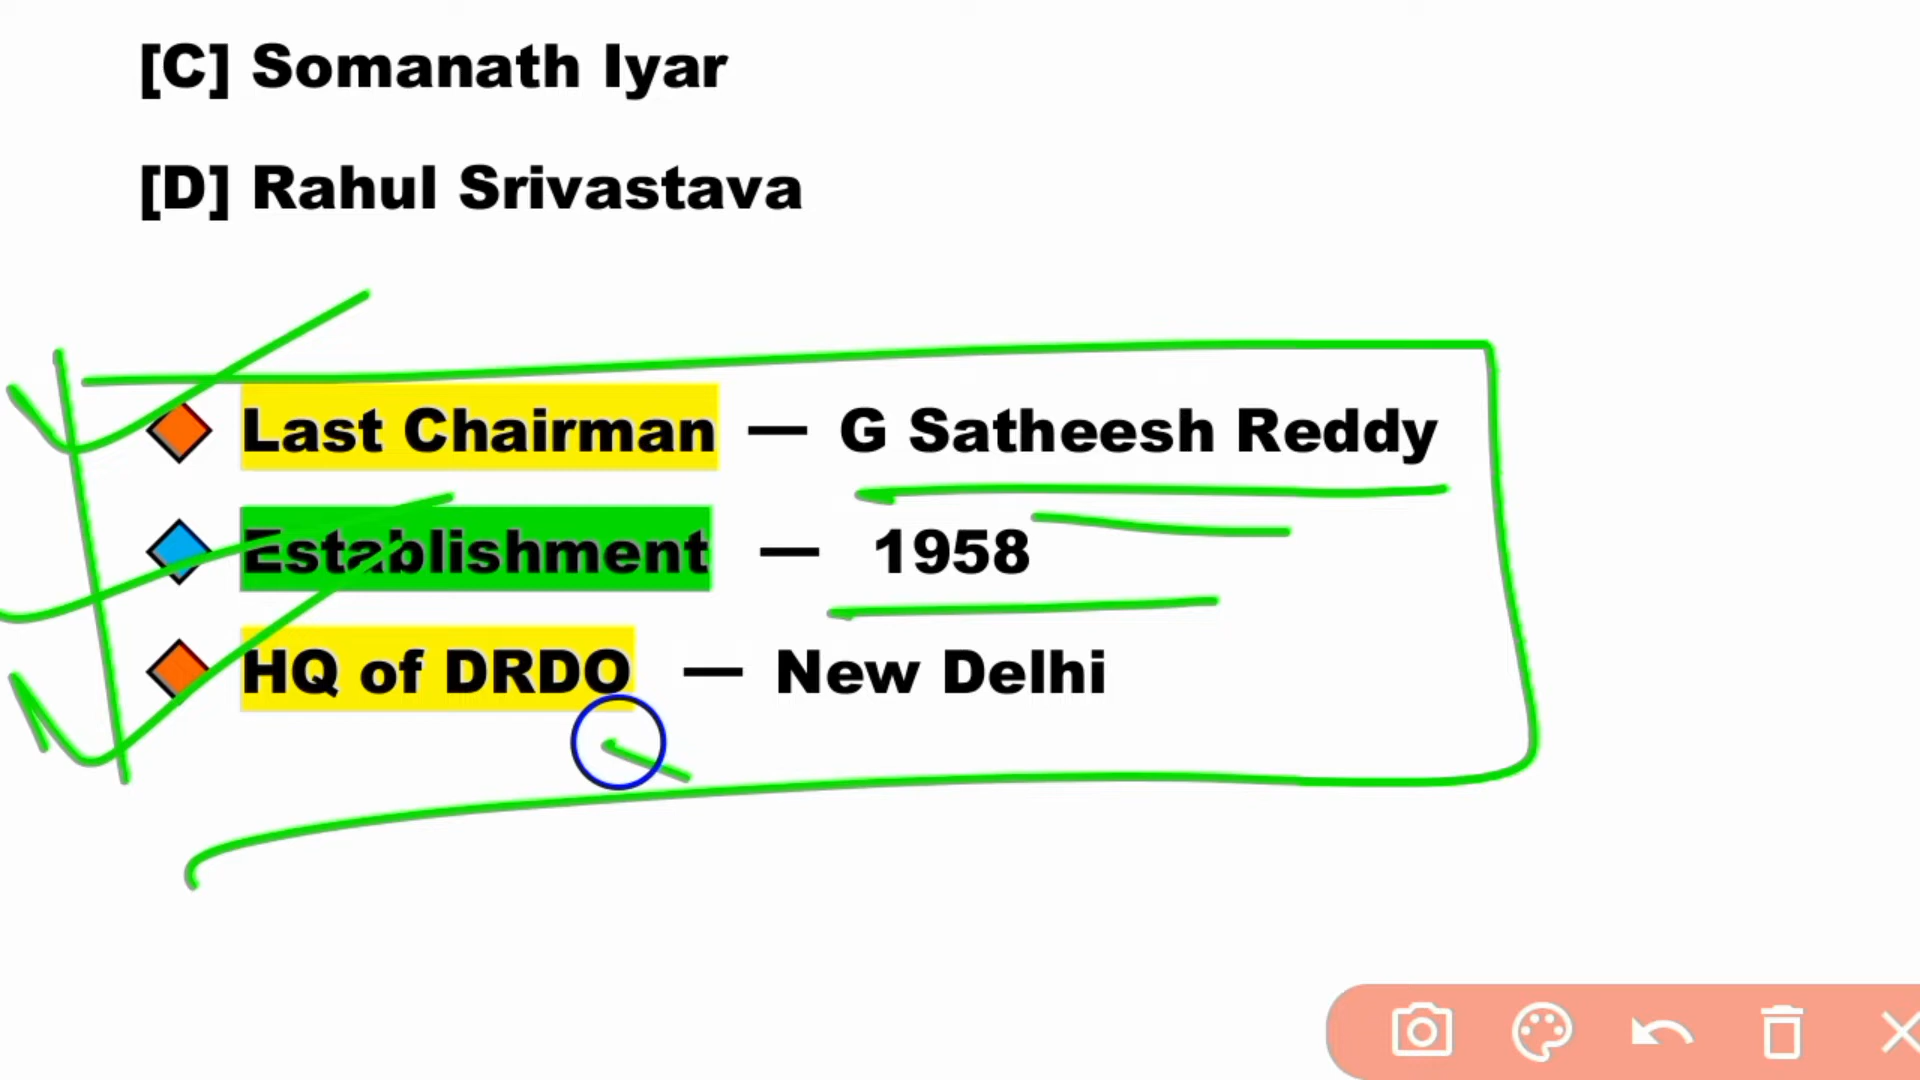 [C] Somanath Iyar
[D] Rahul Srivastava
Last Chairman — G Satheesh Reddy
Establishment — 1958
HQ of DRDO — New Delhi